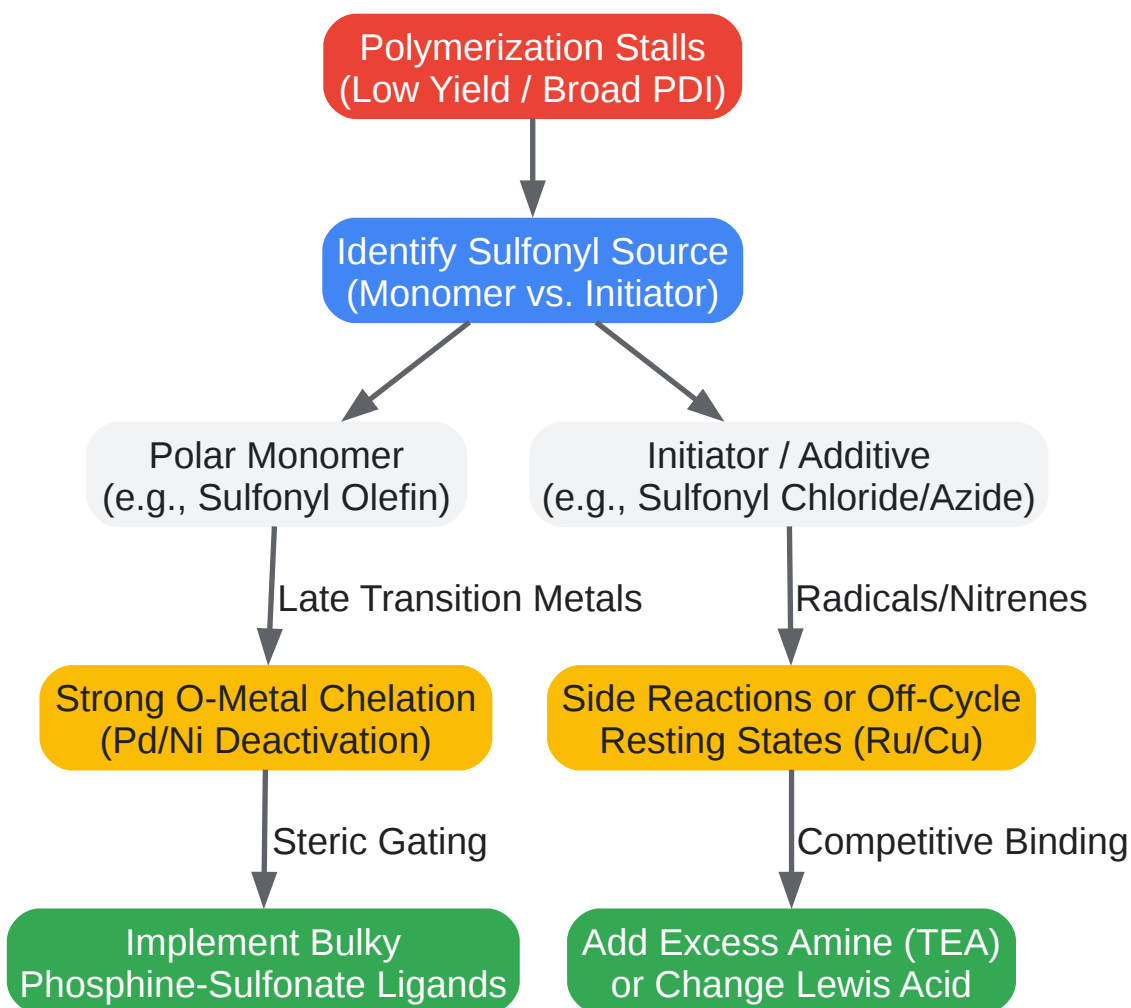 Polymerization Stalls
(Low Yield / Broad PDI)
Identify Sulfonyl Source
(Monomer vs. Initiator)
Polar Monomer
(e.g., Sulfonyl Olefin)
Initiator / Additive
(e.g., Sulfonyl Chloride/Azide)
Late Transition Metals
Radicals/Nitrenes
Strong O-Metal Chelation
(Pd/Ni Deactivation)
Side Reactions or Off-Cycle
Resting States (Ru/Cu)
Steric Gating
Competitive Binding
Implement Bulky
Phosphine-Sulfonate Ligands
Add Excess Amine (TEA)
or Change Lewis Acid